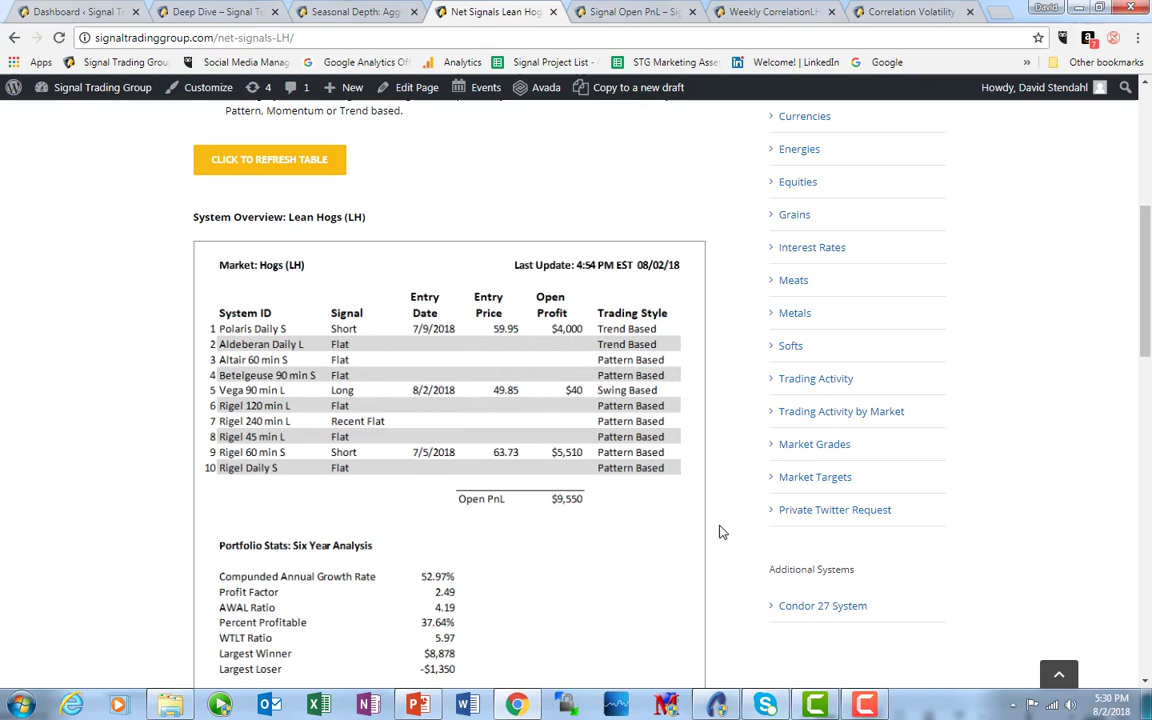 Dashboard ‹ Signal Tr
Deep Dive – Signal T
Seasonal Depth: Agg
Net Signals Lean Hog
Signal Open PnL – Sig
Weekly CorrelationLH
Correlation Volatility
David
signaltradinggroup.com/net-signals-LH/
Apps
Signal Trading Grou
Social Media Manag
Google Analytics Of
Analytics
Signal Project List -
STG Marketing Asse
Welcome! | LinkedIn
Google
»
Other bookmarks
Signal Trading Group
Customize
4
1
New
Edit Page
Events
Avada
Copy to a new draft
Howdy, David Stendahl
Pattern, Momentum or Trend based.
CLICK TO REFRESH TABLE
System Overview: Lean Hogs (LH)
Market: Hogs (LH) Last Update: 4:54 PM EST 08/02/18
Entry Entry Open
System ID Signal Date Price Profit Trading Style
1 Polaris Daily S Short 7/9/2018 59.95 $4,000 Trend Based
2 Aldeberan Daily L Flat Trend Based
3 Altair 60 min S Flat Pattern Based
4 Betelgeuse 90 min S Flat Pattern Based
5 Vega 90 min L Long 8/2/2018 49.85 $40 Swing Based
6 Rigel 120 min L Flat Pattern Based
7 Rigel 240 min L Recent Flat Pattern Based
8 Rigel 45 min L Flat Pattern Based
9 Rigel 60 min S Short 7/5/2018 63.73 $5,510 Pattern Based
10 Rigel Daily S Flat Pattern Based
Open PnL $9,550
Portfolio Stats: Six Year Analysis
Compunded Annual Growth Rate 52.97%
Profit Factor 2.49
AWAL Ratio 4.19
Percent Profitable 37.64%
WTLT Ratio 5.97
Largest Winner $8,878
Largest Loser -$1,350
Currencies
Energies
Equities
Grains
Interest Rates
Meats
Metals
Softs
Trading Activity
Trading Activity by Market
Market Grades
Market Targets
Private Twitter Request
Additional Systems
Condor 27 System
5:30 PM
8/2/2018